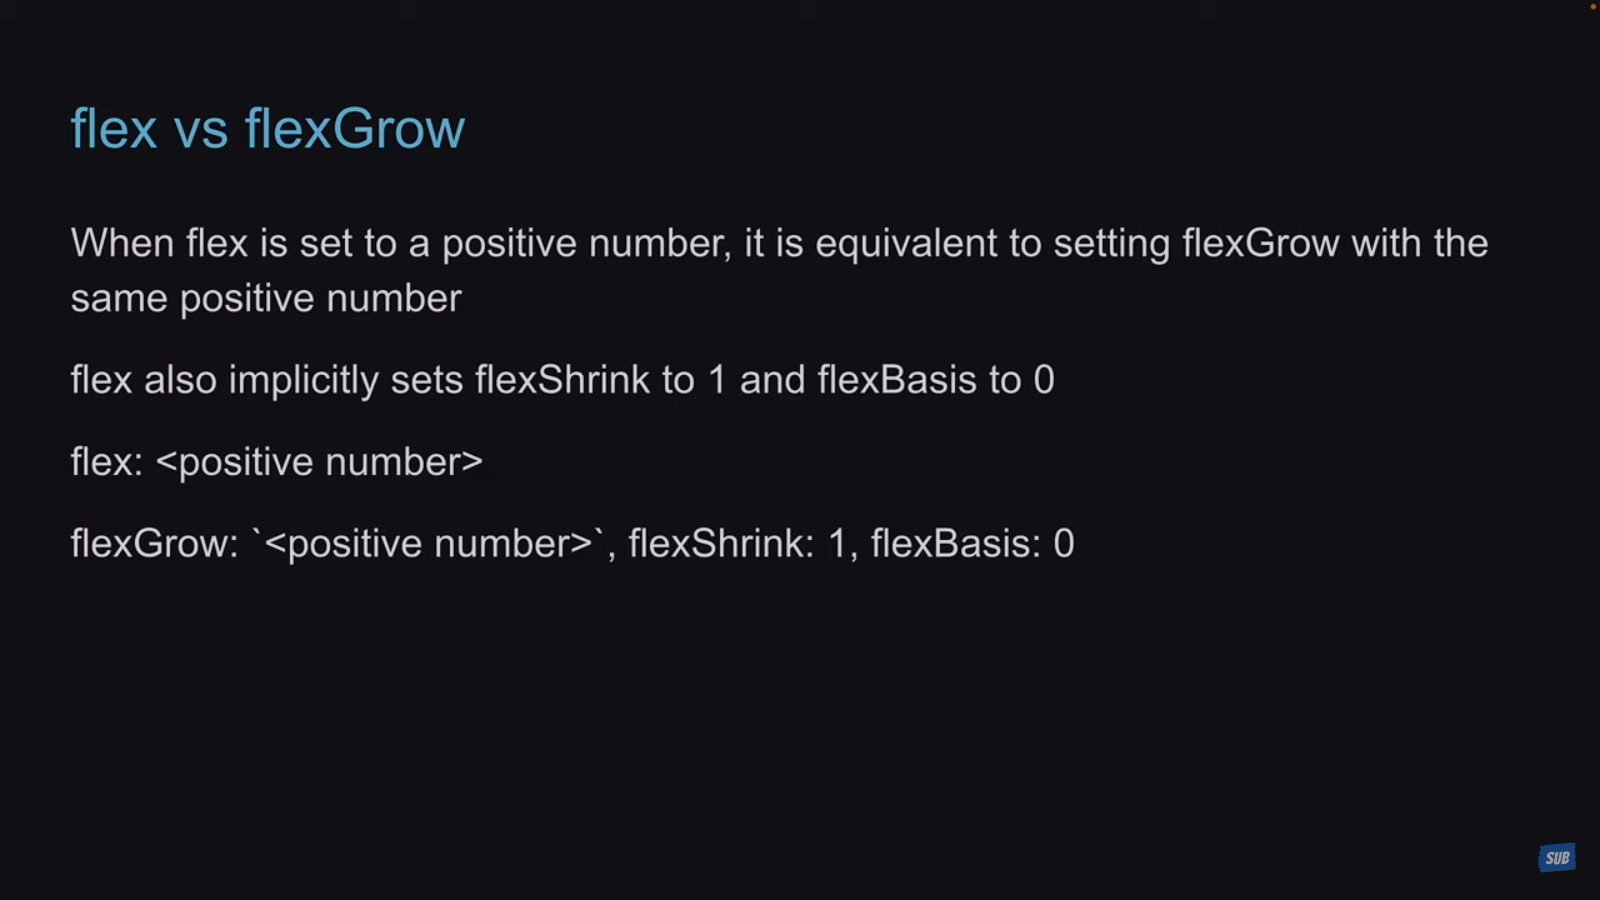 flex vs flexGrow
When flex is set to a positive number, it is equivalent to setting flexGrow with the
same positive number
flex also implicitly sets flexShrink to 1 and flexBasis to 0
flex: <positive number>
flexGrow: `<positive number>`, flexShrink: 1, flexBasis: 0
SUB